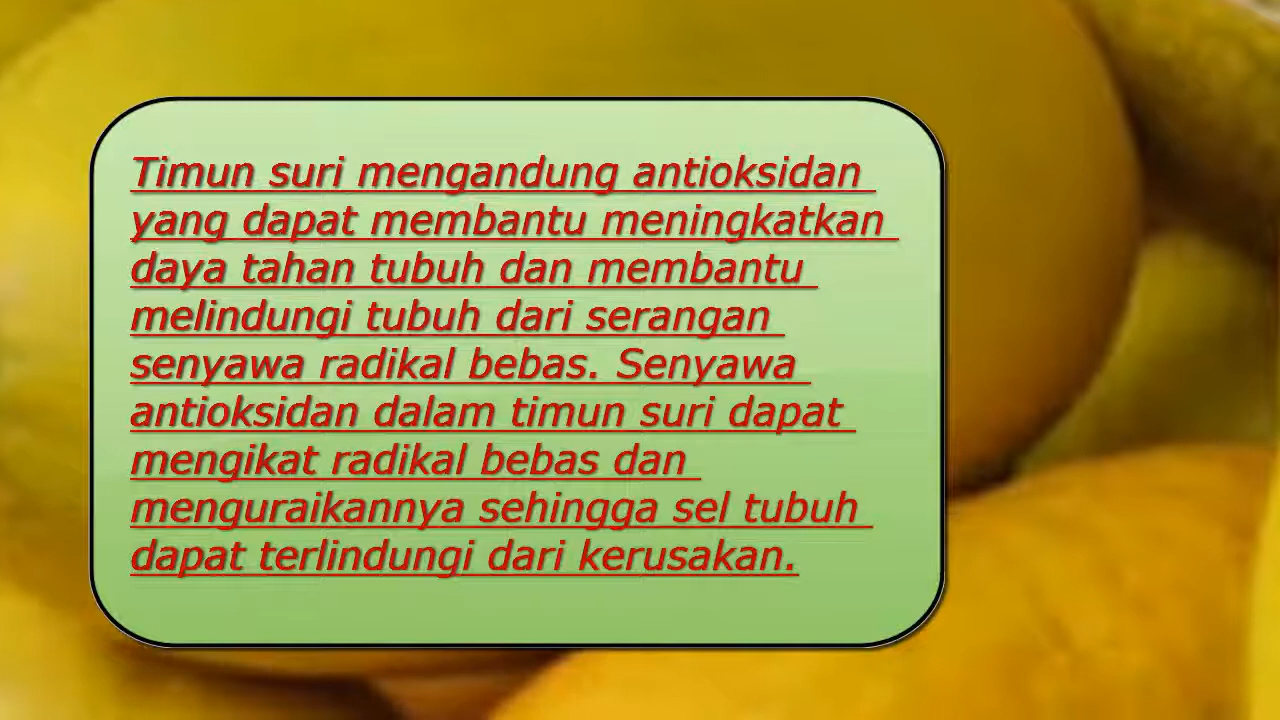 Timun suri mengandung antioksidan
yang dapat membantu meningkatkan
daya tahan tubuh dan membantu
melindungi tubuh dari serangan
senyawa radikal bebas. Senyawa
antioksidan dalam timun suri dapat
mengikat radikal bebas dan
menguraikannya sehingga sel tubuh
dapat terlindungi dari kerusakan.